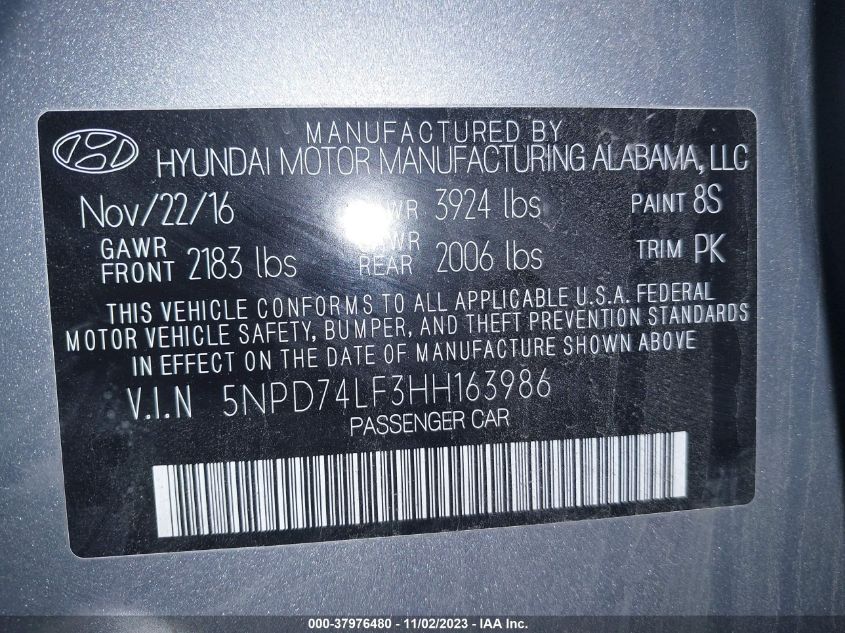 MANUFACTURED BY
HYUNDAI MOTOR MANUFACTURING ALABAMA, LLC
Nov/22/16 3924 lbs PAINT 8S
GAWR FRONT 2183 lbs GAWR REAR 2006 lbs TRIM PK
THIS VEHICLE CONFORMS TO ALL APPLICABLE U.S.A. FEDERAL
MOTOR VEHICLE SAFETY, BUMPER, AND THEFT PREVENTION STANDARDS
IN EFFECT ON THE DATE OF MANUFACTURE SHOWN ABOVE
V.I.N 5NPD74LF3HH163986
PASSENGER CAR
000-37976480 - 11/02/2023 - IAA Inc.